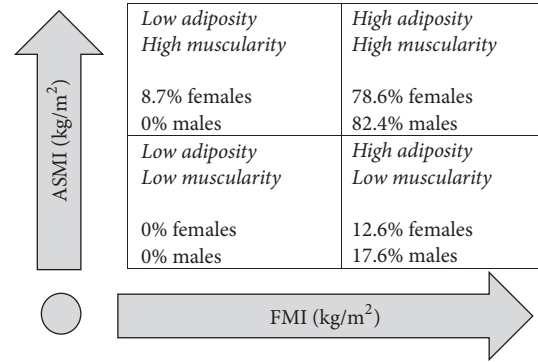 ASMI (kg/m²)
Low adiposity
High muscularity
8.7% females
0% males
High adiposity
High muscularity
78.6% females
82.4% males
Low adiposity
Low muscularity
0% females
0% males
High adiposity
Low muscularity
12.6% females
17.6% males
FMI (kg/m²)